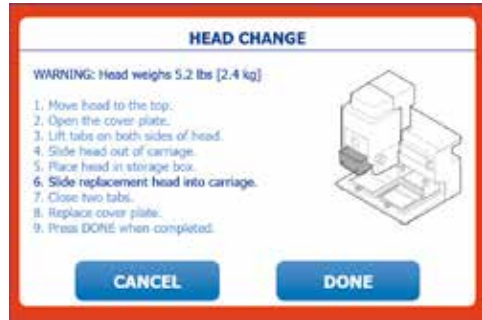 HEAD CHANGE
WARNING: Head weighs 5.2 lbs [2.4 kg]
1. Move head to the top.
2. Open the cover plate.
3. Lift tabs on both sides of head.
4. Slide head out of carriage.
5. Place head in storage box.
6. Slide replacement head into carriage.
7. Close two tabs.
8. Replace cover plate.
9. Press DONE when completed.
CANCEL
DONE